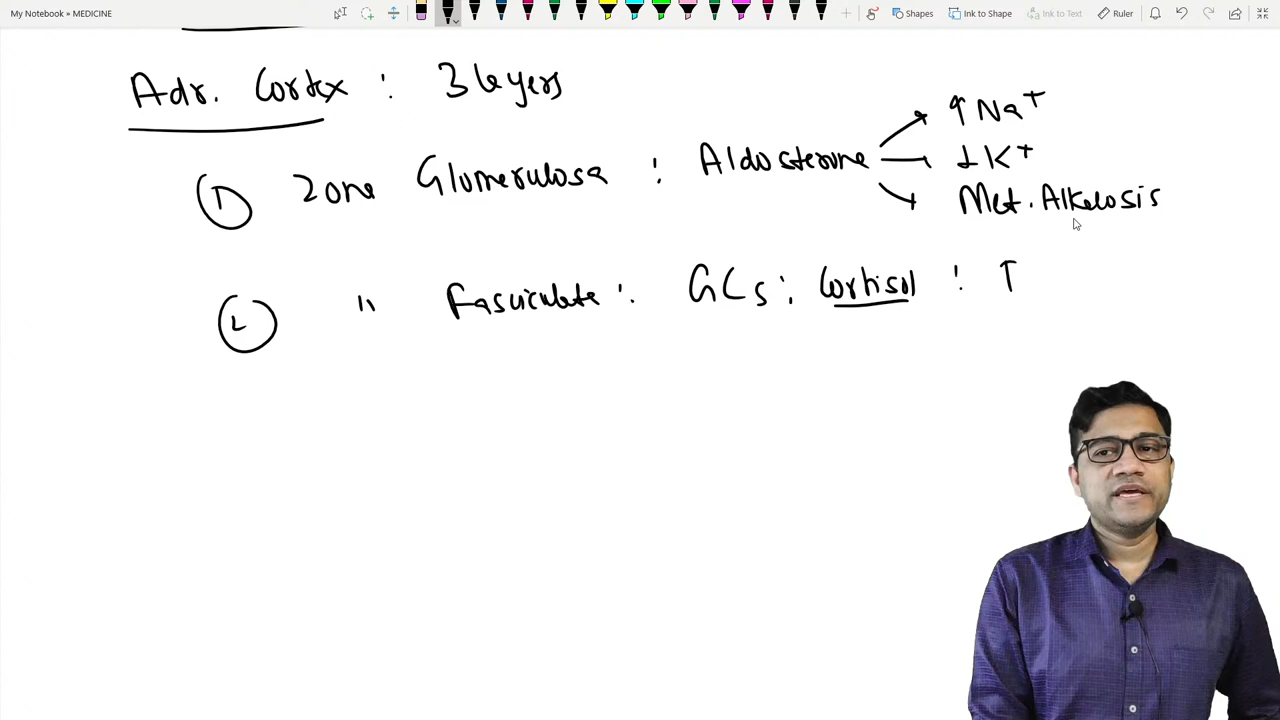 My Notebook » MEDICINE
Shapes Ink to Shape Ink to Text Ruler
Adr. Cortex : 3 layers
① Zone Glomerulosa : Aldosterone → ↑ Na+
→ ↓ K+
→ Met. Alkalosis
② " Fasciculate : GCs : Cortisol : ↑